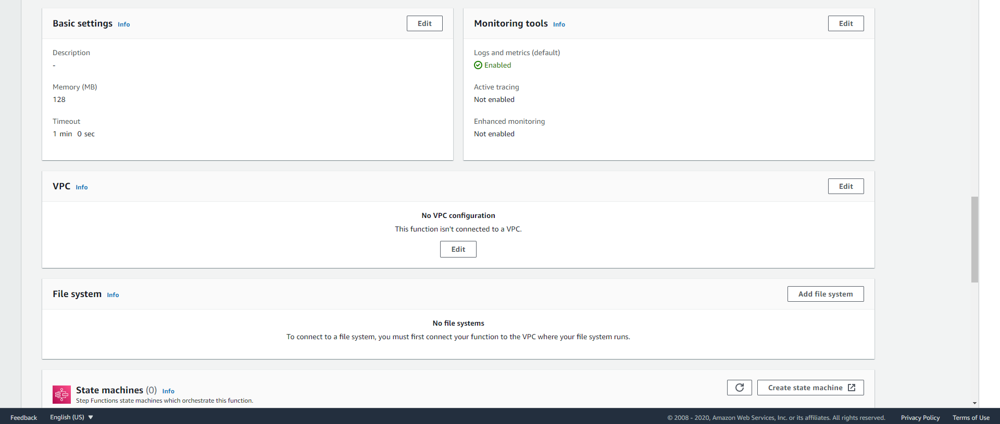 Basic settings Info Edit
Description
-
Memory (MB)
128
Timeout
1 min 0 sec
Monitoring tools Info Edit
Logs and metrics (default)
Enabled
Active tracing
Not enabled
Enhanced monitoring
Not enabled
VPC Info Edit
No VPC configuration
This function isn't connected to a VPC.
Edit
File system Info Add file system
No file systems
To connect to a file system, you must first connect your function to the VPC where your file system runs.
State machines (0) Info Create state machine
Step Functions state machines which orchestrate this function.
Feedback English (US) © 2008 - 2020, Amazon Web Services, Inc. or its affiliates. All rights reserved. Privacy Policy Terms of Use